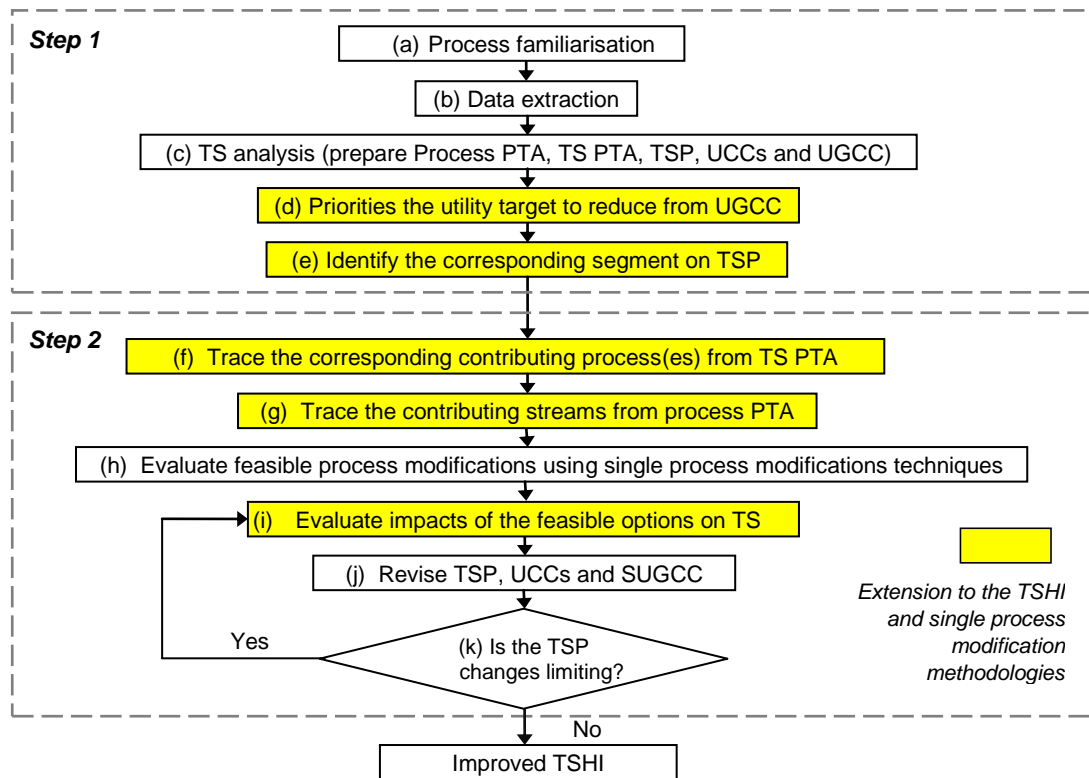 Step 1
(a) Process familiarisation
(b) Data extraction
(c) TS analysis (prepare Process PTA, TS PTA, TSP, UCCs and UGCC)
(d) Priorities the utility target to reduce from UGCC
(e) Identify the corresponding segment on TSP
Step 2
(f) Trace the corresponding contributing process(es) from TS PTA
(g) Trace the contributing streams from process PTA
(h) Evaluate feasible process modifications using single process modifications techniques
(i) Evaluate impacts of the feasible options on TS
(j) Revise TSP, UCCs and SUGCC
Extension to the TSHI
and single process
modification
methodologies
Yes
(k) Is the TSP
changes limiting?
No
Improved TSHI